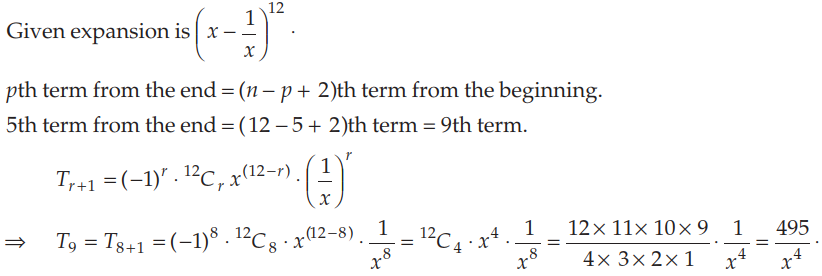 Given expansion is (x − 1/x)^12 ·
pth term from the end = (n − p + 2)th term from the beginning.
5th term from the end = (12 − 5 + 2)th term = 9th term.
T_{r+1} = (−1)^r · ^{12}C_r x^{(12−r)} · (1/x)^r
⇒ T_9 = T_{8+1} = (−1)^8 · ^{12}C_8 · x^{(12−8)} · 1/x^8 = ^{12}C_4 · x^4 · 1/x^8 = (12 × 11 × 10 × 9)/(4 × 3 × 2 × 1) · 1/x^4 = 495/x^4 ·